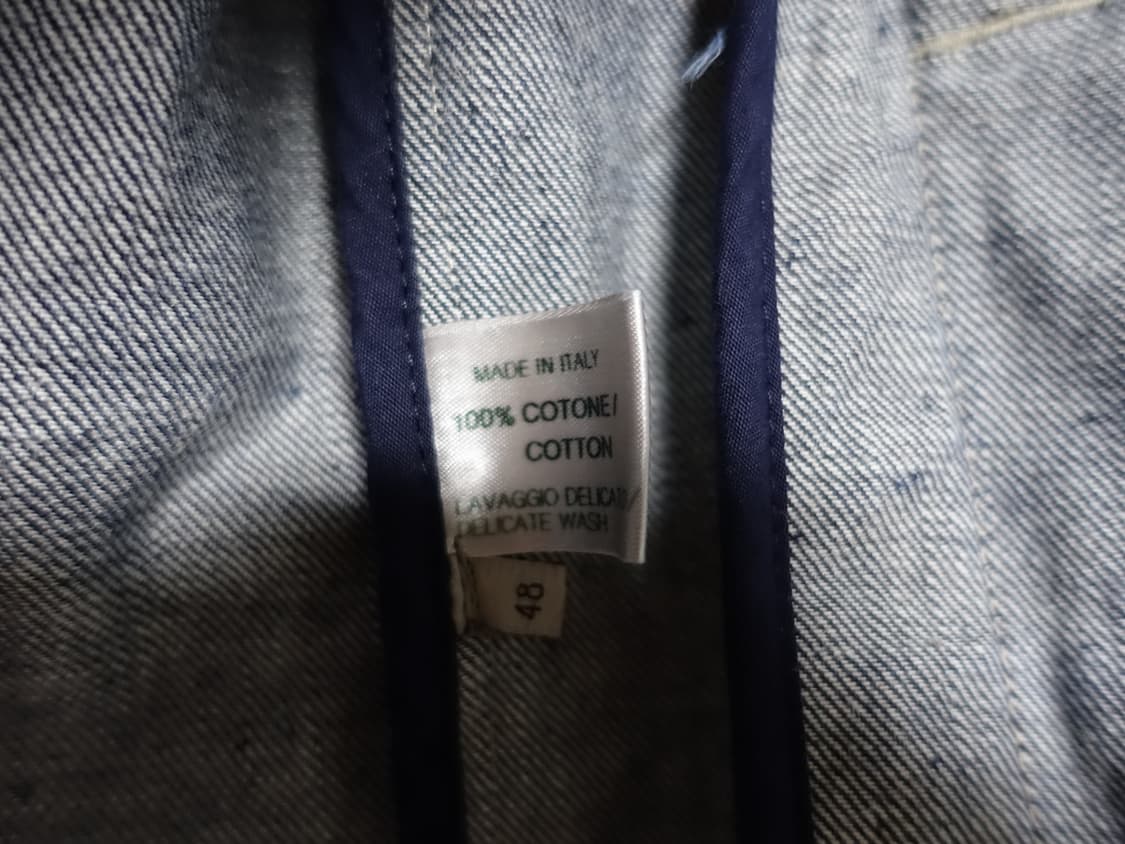 MADE IN ITALY
100% COTONE/
COTTON
LAVAGGIO DELICATO/
DELICATE WASH
48